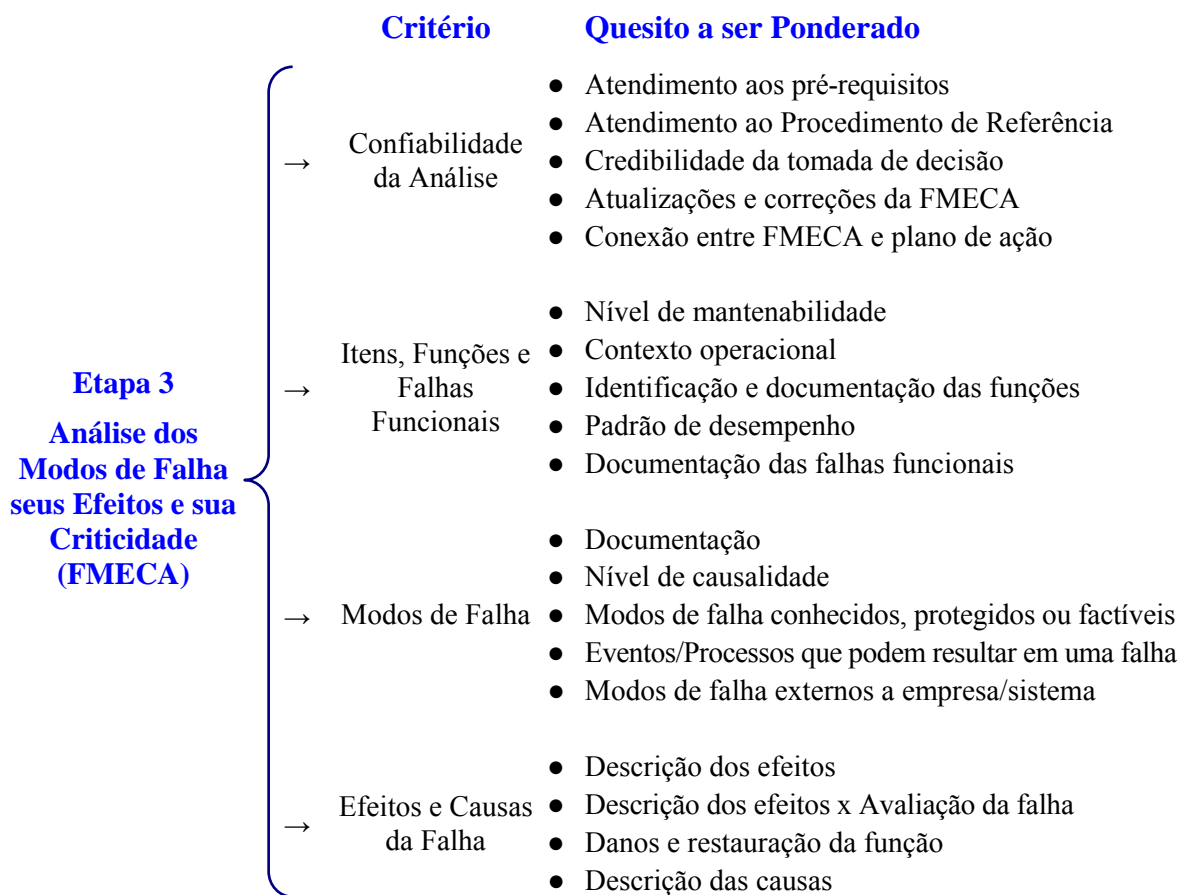 Critério Quesito a ser Ponderado
Etapa 3
Análise dos
Modos de Falha
seus Efeitos e sua
Criticidade
(FMECA)
→ Confiabilidade
da Análise
● Atendimento aos pré-requisitos
● Atendimento ao Procedimento de Referência
● Credibilidade da tomada de decisão
● Atualizações e correções da FMECA
● Conexão entre FMECA e plano de ação
→ Itens, Funções e
Falhas
Funcionais
● Nível de mantenabilidade
● Contexto operacional
● Identificação e documentação das funções
● Padrão de desempenho
● Documentação das falhas funcionais
→ Modos de Falha
● Documentação
● Nível de causalidade
● Modos de falha conhecidos, protegidos ou factíveis
● Eventos/Processos que podem resultar em uma falha
● Modos de falha externos a empresa/sistema
→ Efeitos e Causas
da Falha
● Descrição dos efeitos
● Descrição dos efeitos x Avaliação da falha
● Danos e restauração da função
● Descrição das causas